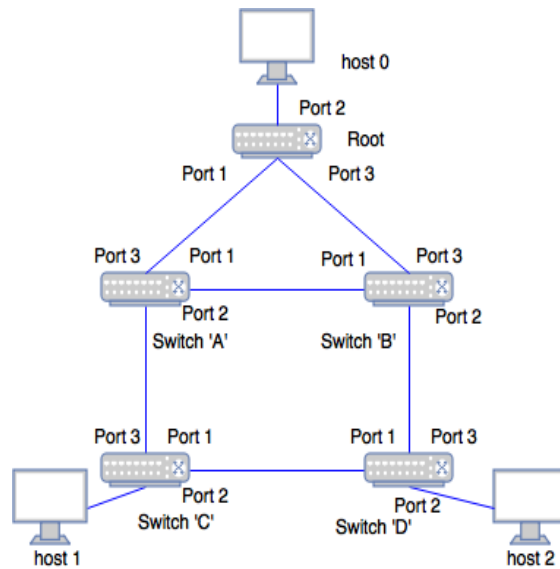 host 0
Port 2
Root
Port 1
Port 3
Port 3
Port 1
Port 1
Port 3
Port 2
Port 2
Switch 'A'
Switch 'B'
Port 3
Port 1
Port 1
Port 3
Port 2
Port 2
Switch 'C'
Switch 'D'
host 1
host 2